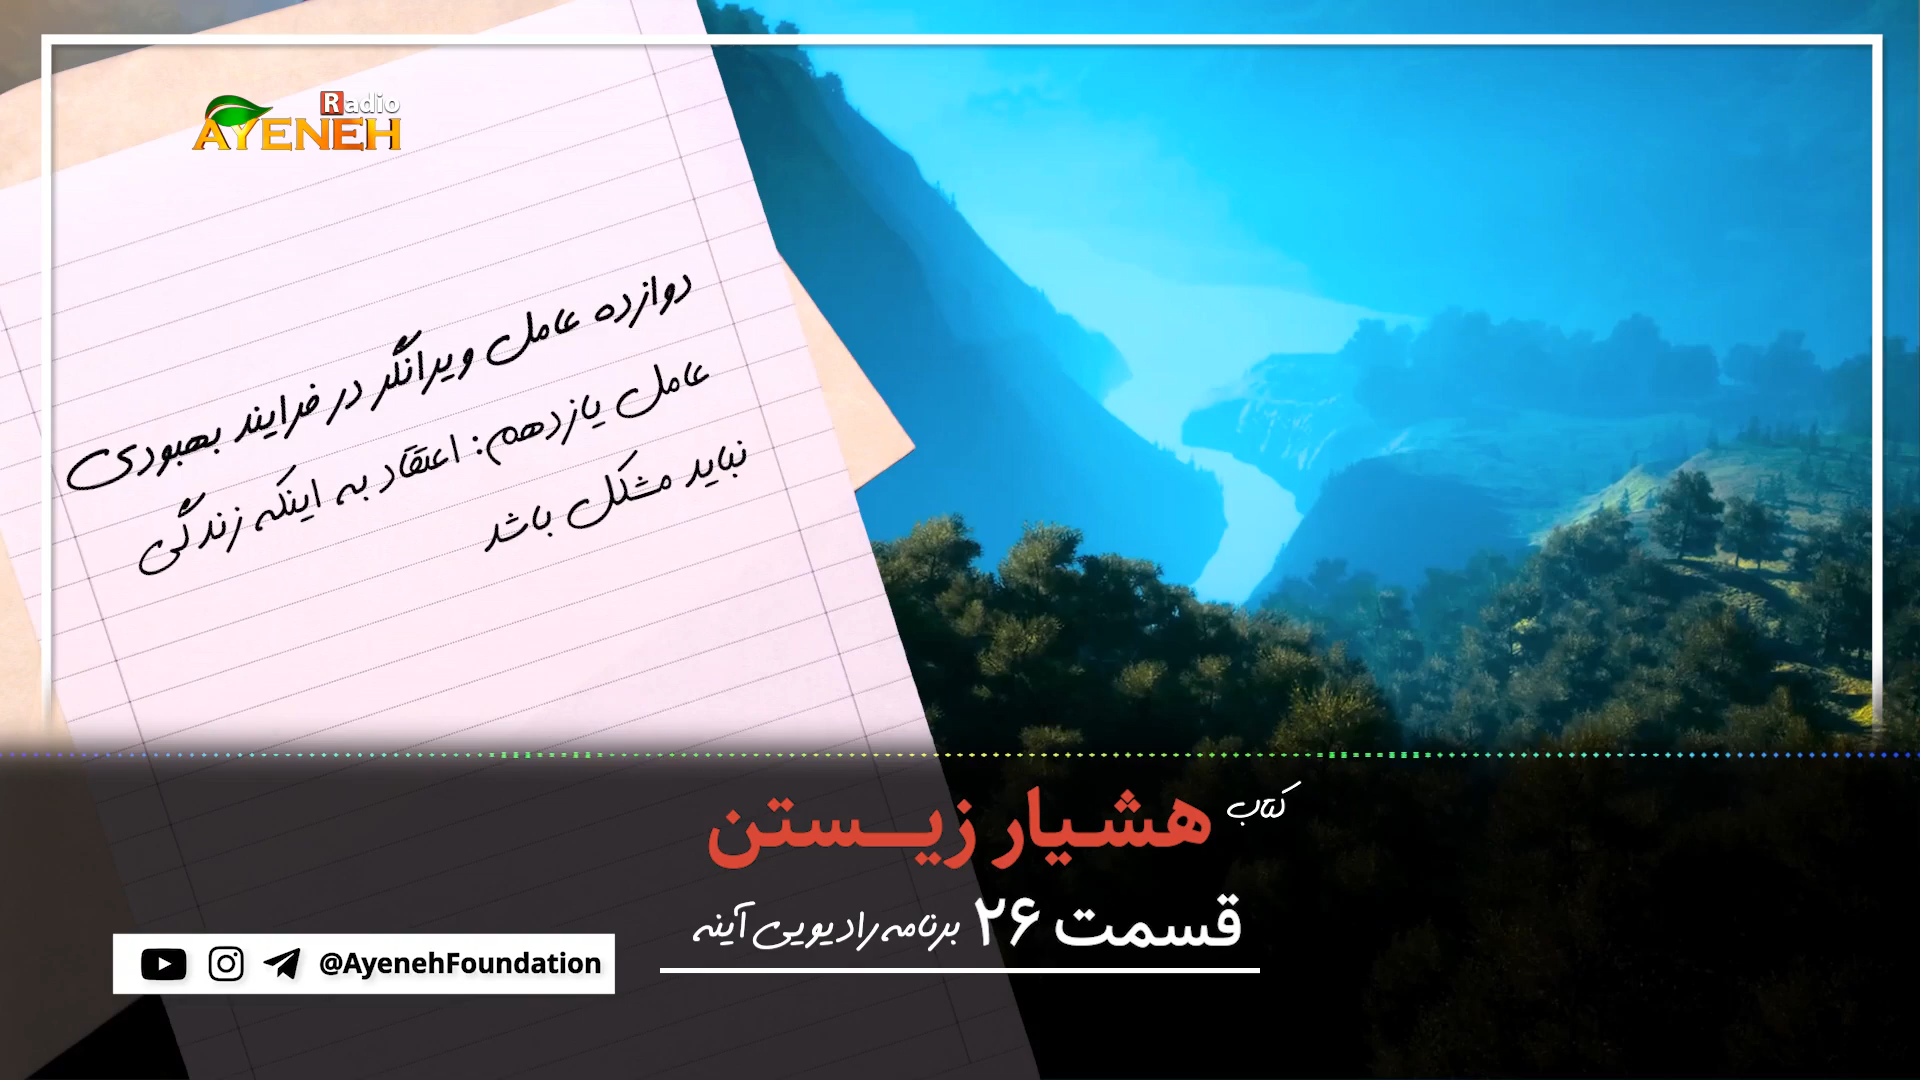 Radio
AYENEH
دوازده عامل ویرانگر در فرایند بهبودی
عامل یازدهم: اعتقاد به اینکه زندگی
نباید مشکل باشد
کتاب هشیار زیستن
قسمت ۲۶ برنامه رادیویی آینه
@AyenehFoundation